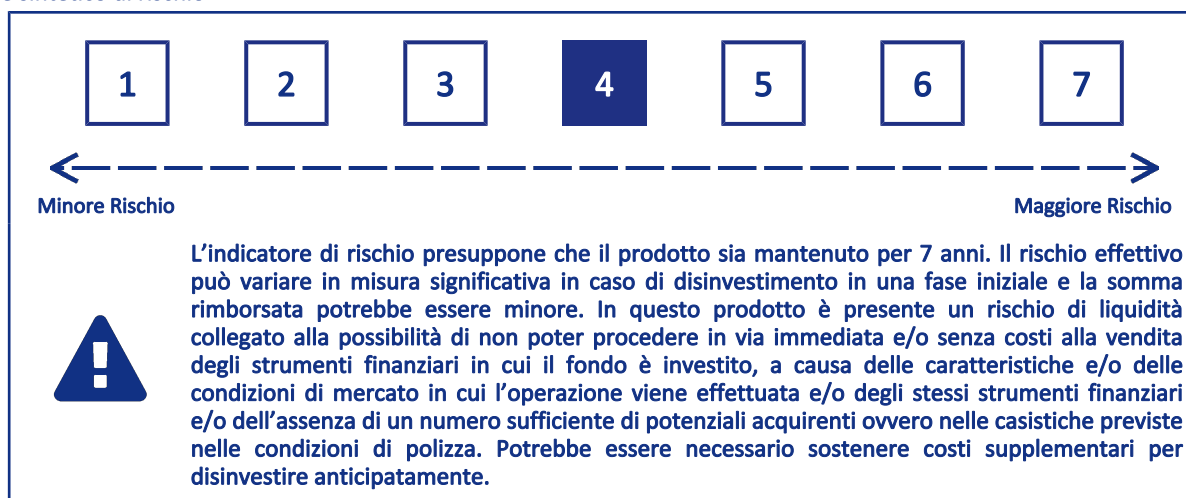 1 2 3 4 5 6 7
Minore Rischio Maggiore Rischio
L'indicatore di rischio presuppone che il prodotto sia mantenuto per 7 anni. Il rischio effettivo
può variare in misura significativa in caso di disinvestimento in una fase iniziale e la somma
rimborsata potrebbe essere minore. In questo prodotto è presente un rischio di liquidità
collegato alla possibilità di non poter procedere in via immediata e/o senza costi alla vendita
degli strumenti finanziari in cui il fondo è investito, a causa delle caratteristiche e/o delle
condizioni di mercato in cui l'operazione viene effettuata e/o degli stessi strumenti finanziari
e/o dell'assenza di un numero sufficiente di potenziali acquirenti ovvero nelle casistiche previste
nelle condizioni di polizza. Potrebbe essere necessario sostenere costi supplementari per
disinvestire anticipatamente.